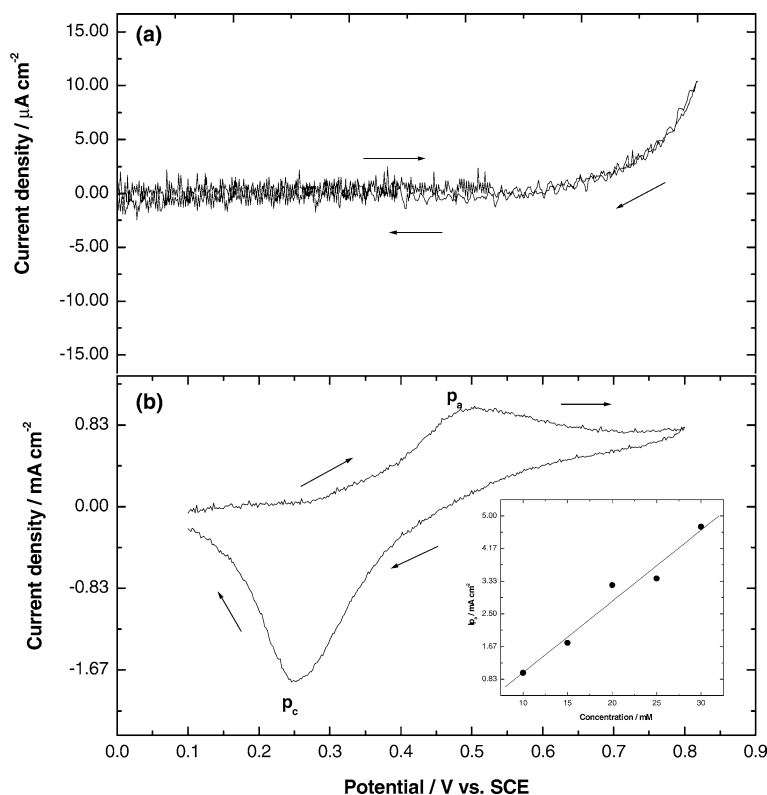 (a)
15.00
10.00
5.00
0.00
-5.00
-10.00
-15.00
Current density / μA cm-2
(b)
0.83
0.00
-0.83
-1.67
Current density / mA cm-2
pa
pc
5.00
4.17
3.33
2.50
1.67
0.83
Ipa / mA cm-2
10 15 20 25 30
Concentration / mM
0.0 0.1 0.2 0.3 0.4 0.5 0.6 0.7 0.8 0.9
Potential / V vs. SCE